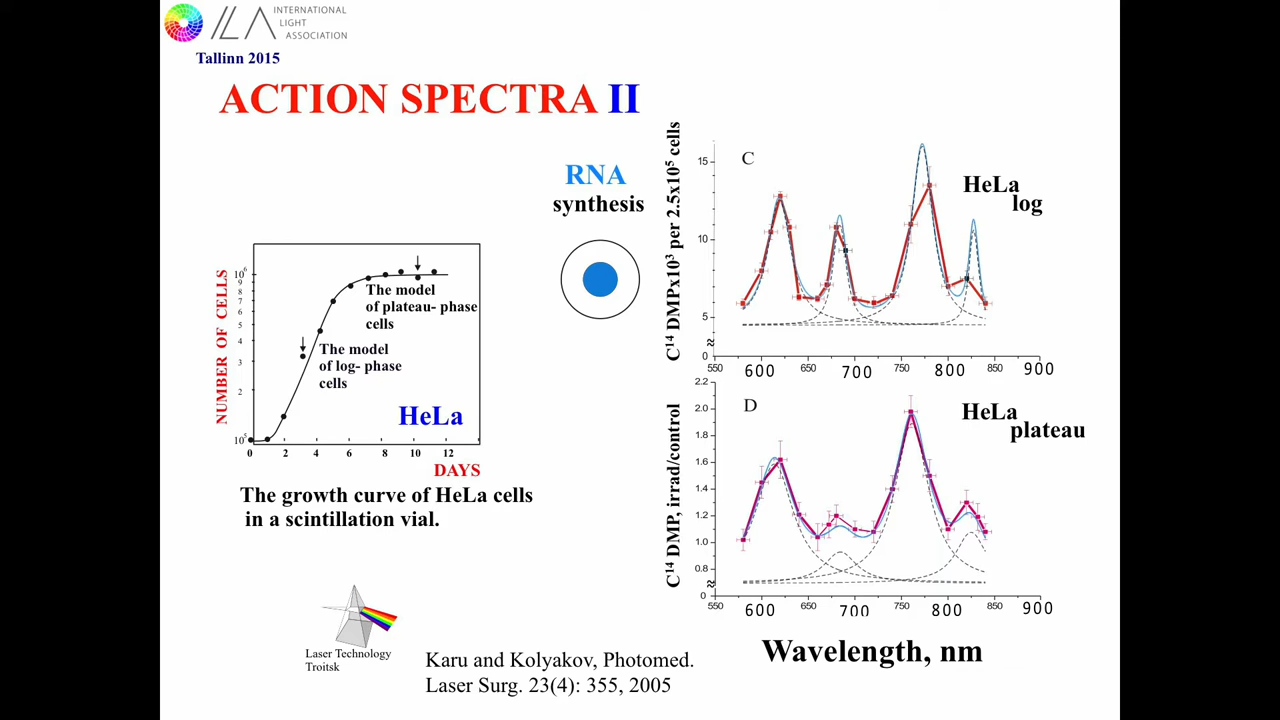 INTERNATIONAL
LIGHT
ASSOCIATION
ILA
Tallinn 2015
ACTION SPECTRA II
RNA
synthesis
NUMBER OF CELLS
10⁶
9
8
7
6
5
4
3
2
10⁵
0 2 4 6 8 10 12
DAYS
The model
of plateau- phase
cells
The model
of log- phase
cells
HeLa
The growth curve of HeLa cells
in a scintillation vial.
C¹⁴ DMPx10³ per 2.5x10⁵ cells
C
HeLa
log
15
10
5
0
550 600 650 700 750 800 850 900
C¹⁴ DMP, irrad/control
D
HeLa
plateau
2.2
2.0
1.8
1.6
1.4
1.2
1.0
0.8
0
550 600 650 700 750 800 850 900
Wavelength, nm
Laser Technology
Troitsk
Karu and Kolyakov, Photomed.
Laser Surg. 23(4): 355, 2005